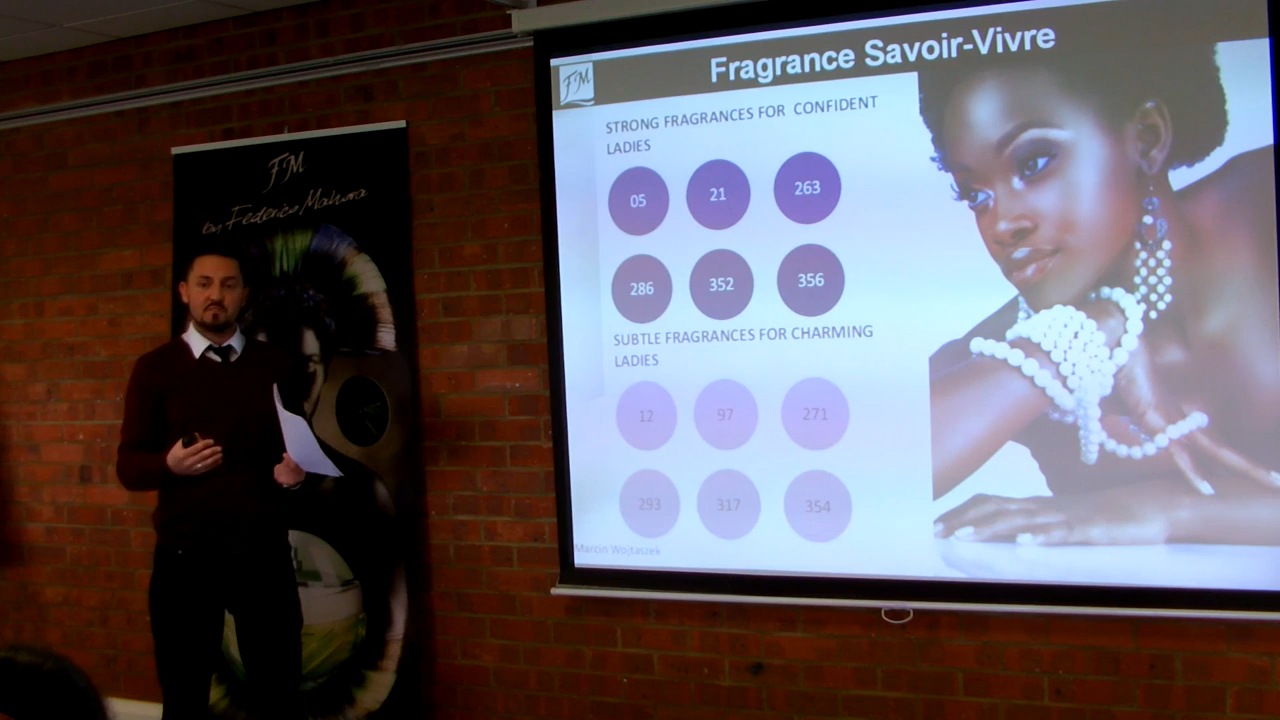 FM
by Federico Mahora
FM
Fragrance Savoir-Vivre
STRONG FRAGRANCES FOR CONFIDENT
LADIES
05 21 263
286 352 356
SUBTLE FRAGRANCES FOR CHARMING
LADIES
12 97 271
293 317 354
Marcin Wojtaszek